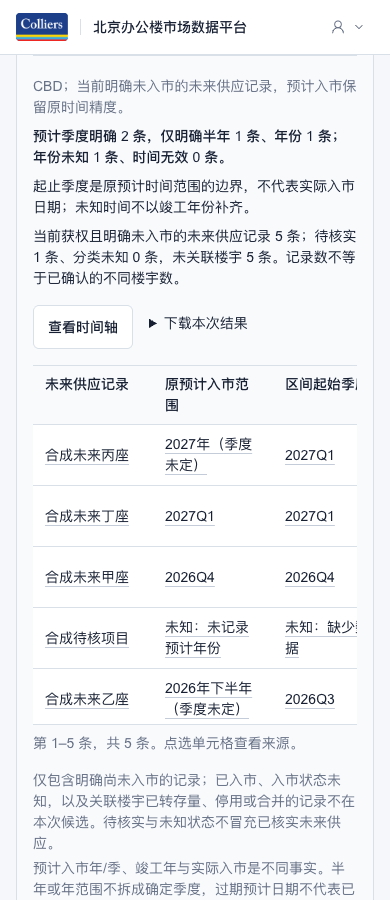 Colliers 北京办公楼市场数据平台
CBD；当前明确未入市的未来供应记录，预计入市保
留原时间精度。
预计季度明确 2 条，仅明确半年 1 条、年份 1 条；
年份未知 1 条、时间无效 0 条。
起止季度是原预计时间范围的边界，不代表实际入市
日期；未知时间不以竣工年份补齐。
当前获权且明确未入市的未来供应记录 5 条；待核实
1 条、分类未知 0 条，未关联楼宇 5 条。记录数不等
于已确认的不同楼宇数。
查看时间轴 ▶ 下载本次结果
未来供应记录 原预计入市范 区间起始季
围
合成未来丙座 2027年（季度 2027Q1
未定）
合成未来丁座 2027Q1 2027Q1
合成未来甲座 2026Q4 2026Q4
合成待核项目 未知：未记录 未知：缺少
预计年份 据
合成未来乙座 2026年下半年 2026Q3
（季度未定）
第 1–5 条，共 5 条。点选单元格查看来源。
仅包含明确尚未入市的记录；已入市、入市状态未
知，以及关联楼宇已转存量、停用或合并的记录不在
本次候选。待核实与未知状态不冒充已核实未来供
应。
预计入市年/季、竣工年与实际入市是不同事实。半
年或年范围不拆成确定季度，过期预计日期不代表已